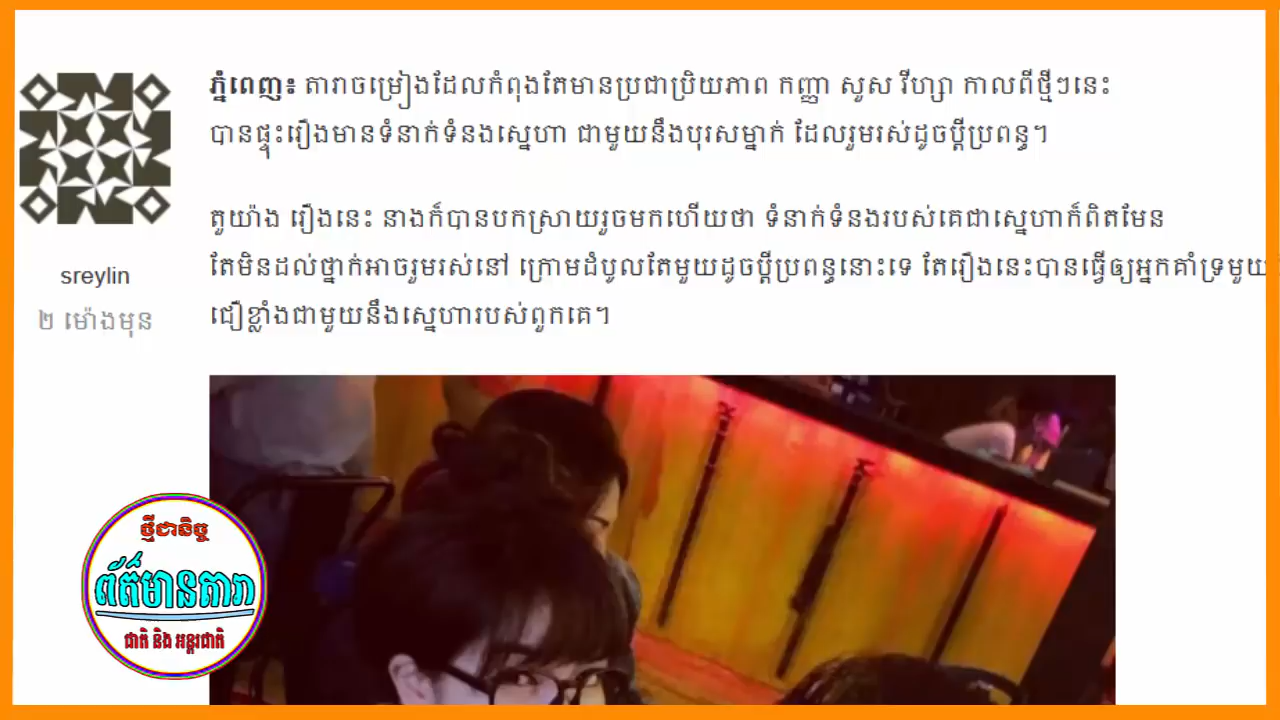 ភ្នំពេញ៖ តារាចម្រៀងដែលកំពុងតែមានប្រជាប្រិយភាព កញ្ញា សួស វីហ្សា កាលពីថ្មីៗនេះ
បានផ្ទុះរឿងមានទំនាក់ទំនងស្នេហា ជាមួយនឹងបុរសម្នាក់ ដែលរួមរស់ដូចប្ដីប្រពន្ធ។
តួយ៉ាង រឿងនេះ នាងក៏បានបកស្រាយរួចមកហើយថា ទំនាក់ទំនងរបស់គេជាស្នេហាក៏ពិតមែន
តែមិនដល់ថ្នាក់អាចរួមរស់នៅ ក្រោមដំបូលតែមួយដូចប្ដីប្រពន្ធនោះទេ តែរឿងនេះបានធ្វើឲ្យអ្នកគាំទ្រមួយ
ជឿខ្លាំងជាមួយនឹងស្នេហារបស់ពួកគេ។
sreylin
២ ម៉ោងមុន
ថ្មីជានិច្ច
ព័ត៌មានតារា
ជាតិ និង អន្តរជាតិ